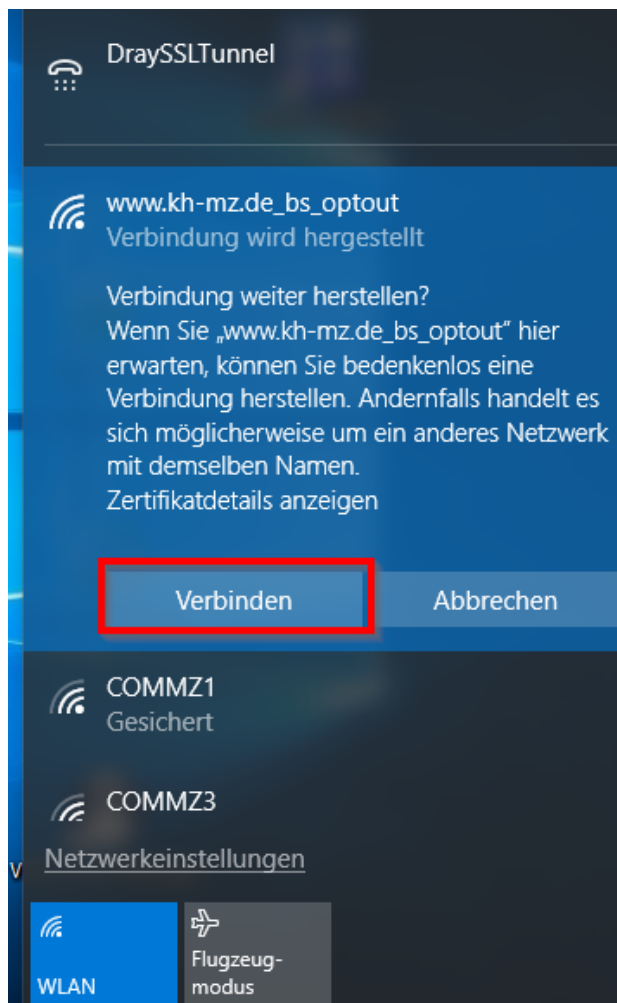 DraySSLTunnel
www.kh-mz.de_bs_optout
Verbindung wird hergestellt
Verbindung weiter herstellen?
Wenn Sie „www.kh-mz.de_bs_optout“ hier
erwarten, können Sie bedenkenlos eine
Verbindung herstellen. Andernfalls handelt es
sich möglicherweise um ein anderes Netzwerk
mit demselben Namen.
Zertifikatdetails anzeigen
Verbinden
Abbrechen
COMMZ1
Gesichert
COMMZ3
V
Netzwerkeinstellungen
WLAN
Flugzeug-
modus